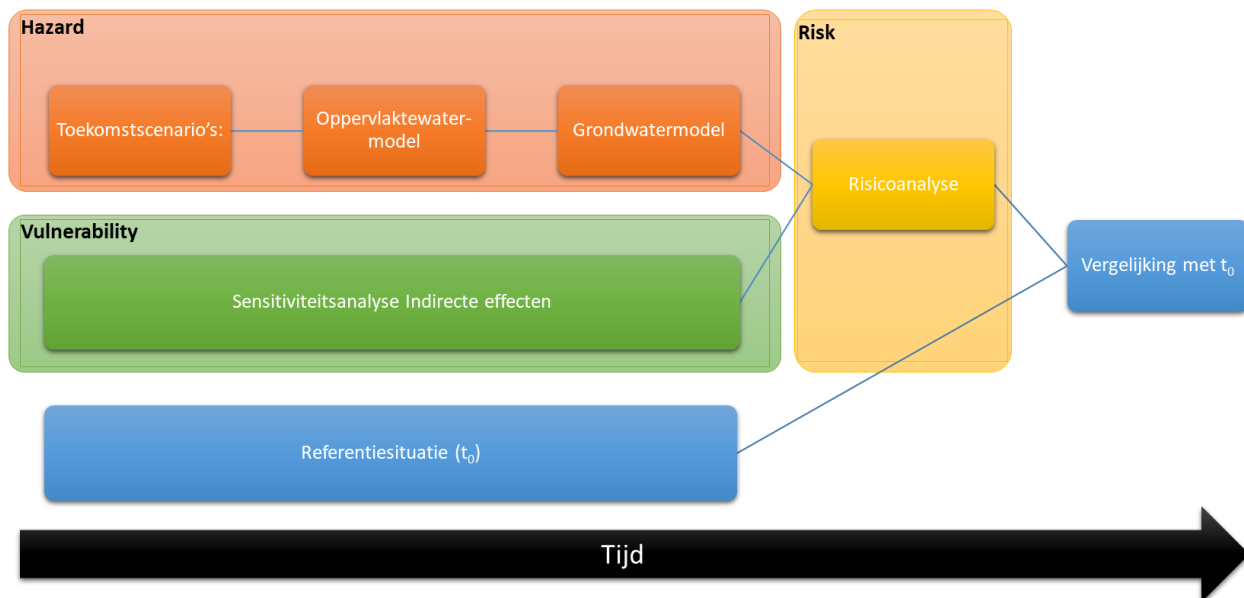 Hazard
Toekomstscenario's:
Oppervlaktewater-
model
Grondwatermodel
Risk
Risicoanalyse
Vulnerability
Sensitiviteitsanalyse Indirecte effecten
Vergelijking met t₀
Referentiesituatie (t₀)
Tijd